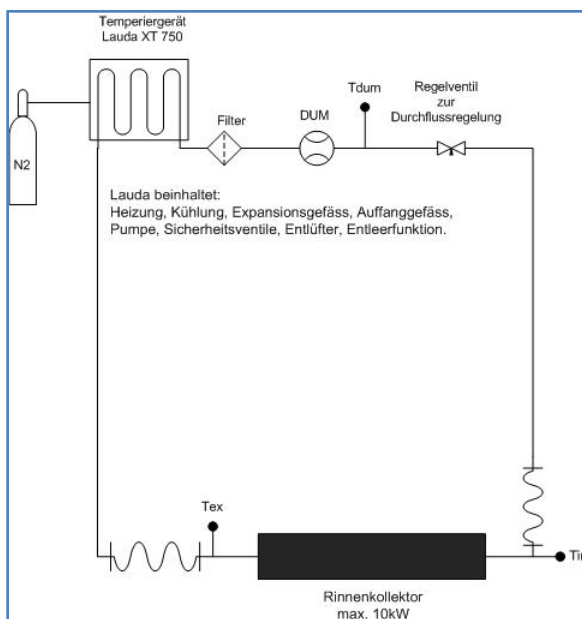 Temperiergerät
Lauda XT 750
N2
Filter
DUM
Tdum
Regelventil
zur
Durchflussregelung
Lauda beinhaltet:
Heizung, Kühlung, Expansionsgefäss, Auffanggefäss,
Pumpe, Sicherheitsventile, Entlüfter, Entleerfunktion.
Tex
Rinnenkollektor
max. 10kW